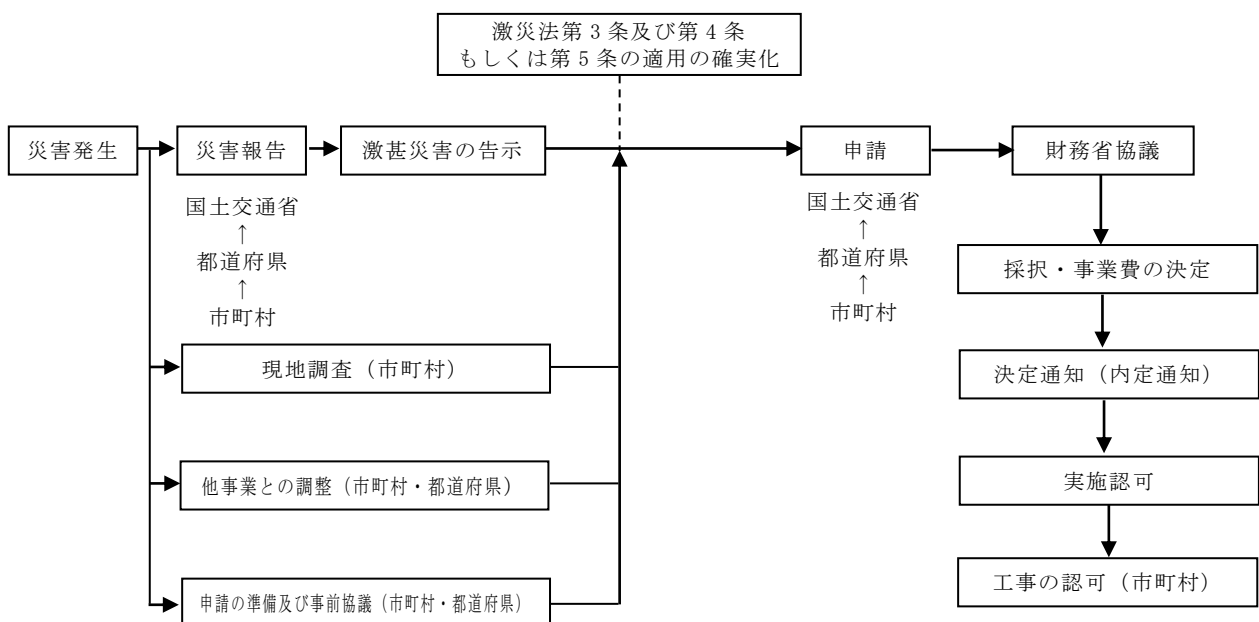 激災法第3条及び第4条
もしくは第5条の適用の確実化
災害発生
災害報告
激甚災害の告示
申請
財務省協議
国土交通省
↑
都道府県
↑
市町村
国土交通省
↑
都道府県
↑
市町村
採択・事業費の決定
現地調査（市町村）
決定通知（内定通知）
他事業との調整（市町村・都道府県）
実施認可
申請の準備及び事前協議（市町村・都道府県）
工事の認可（市町村）